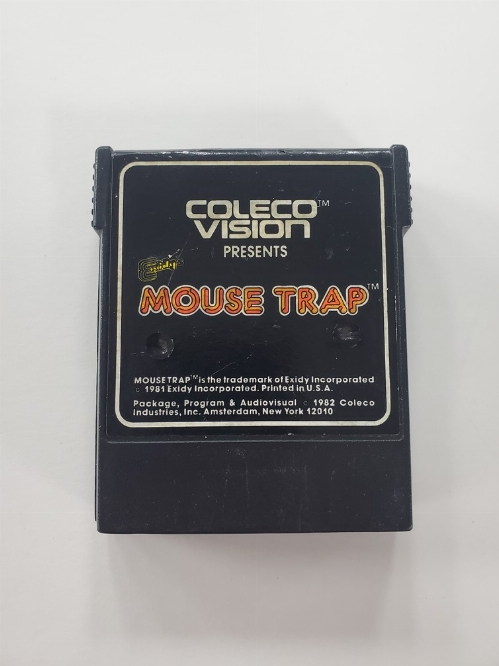 COLECO™
VISION
PRESENTS
Exidy
MOUSE TRAP™
MOUSETRAP™ is the trademark of Exidy Incorporated
© 1981 Exidy Incorporated. Printed in U.S.A.
Package, Program & Audiovisual © 1982 Coleco
Industries, Inc. Amsterdam, New York 12010